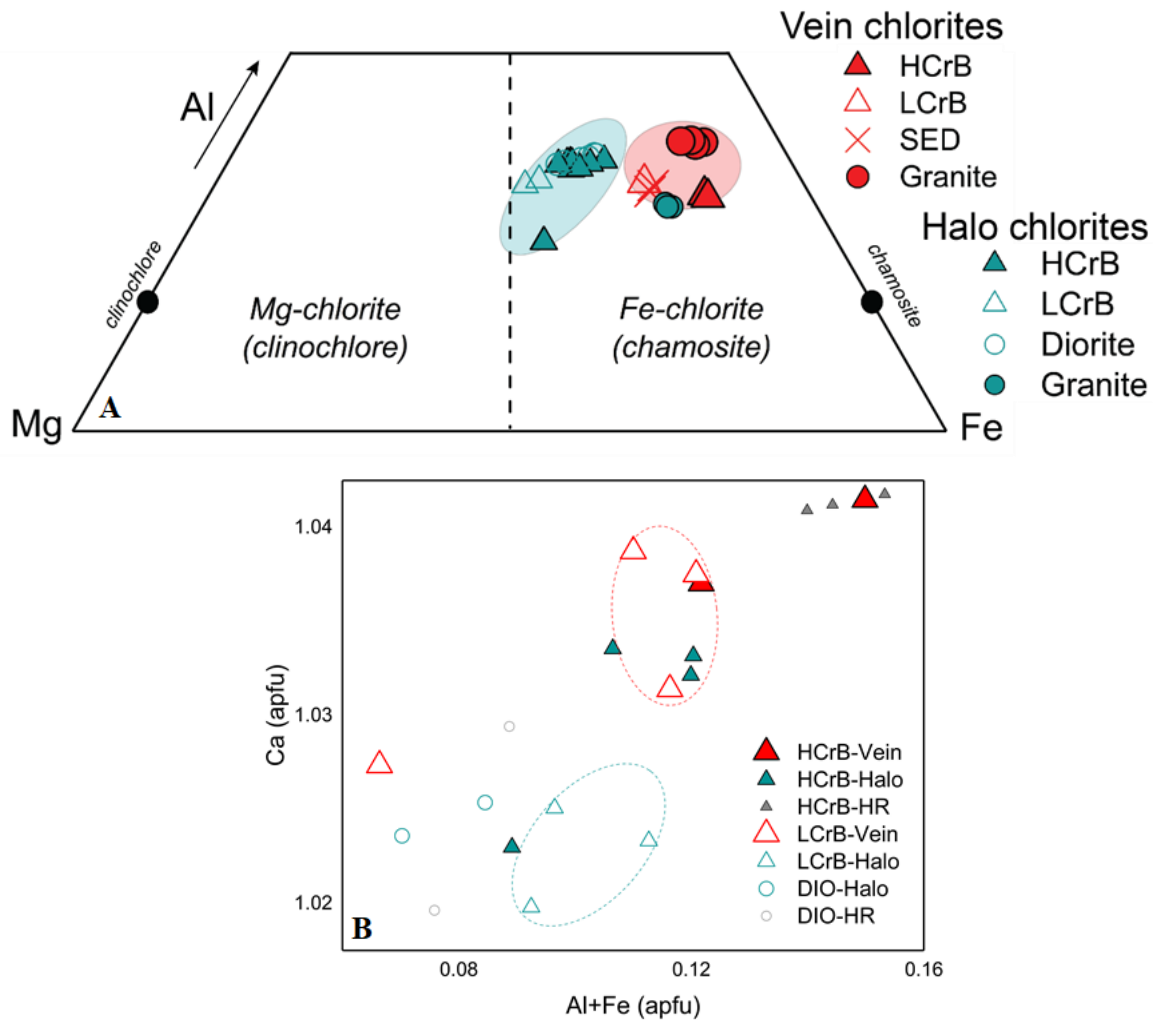 Vein chlorites
HCrB
LCrB
SED
Granite
Halo chlorites
HCrB
LCrB
Diorite
Granite
Al
clinochlore
chamosite
Mg-chlorite
(clinochlore)
Fe-chlorite
(chamosite)
Mg
A
Fe
1.04
1.03
1.02
Ca (apfu)
HCrB-Vein
HCrB-Halo
HCrB-HR
LCrB-Vein
LCrB-Halo
DIO-Halo
DIO-HR
B
0.08
0.12
0.16
Al+Fe (apfu)